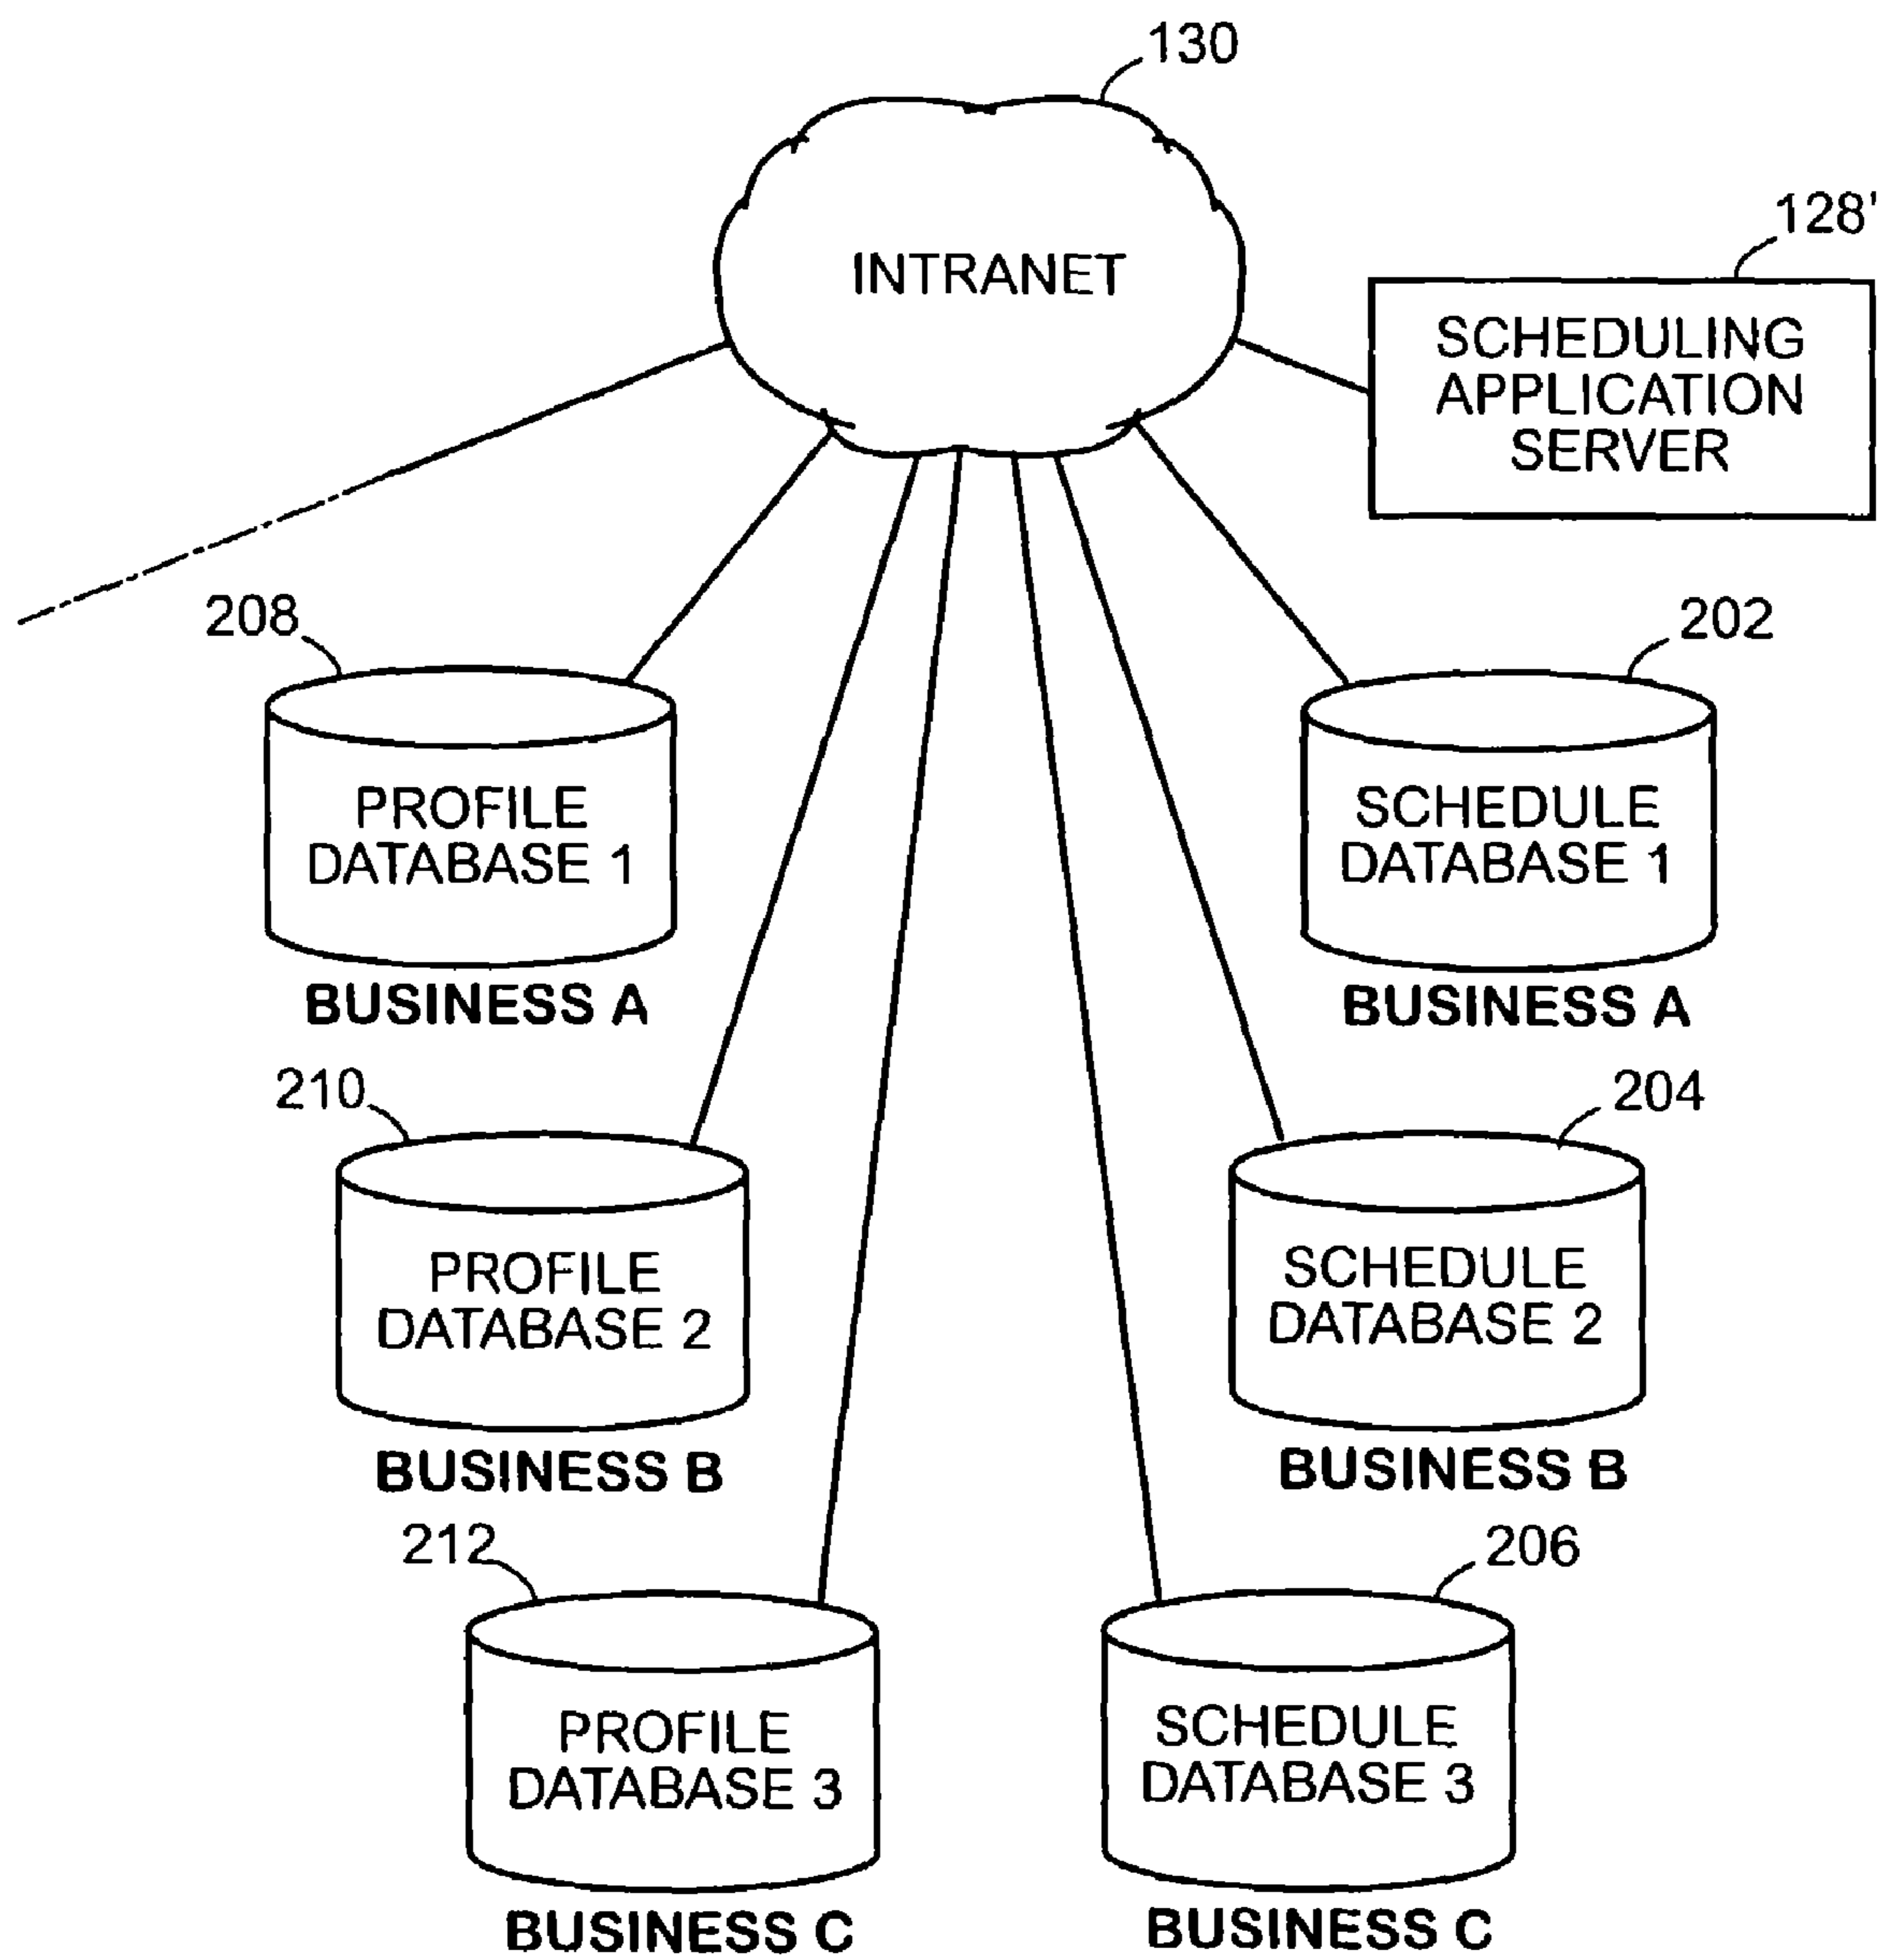 130
INTRANET
128'
SCHEDULING
APPLICATION
SERVER
208
PROFILE
DATABASE 1
BUSINESS A
202
SCHEDULE
DATABASE 1
BUSINESS A
210
PROFILE
DATABASE 2
BUSINESS B
204
SCHEDULE
DATABASE 2
BUSINESS B
212
PROFILE
DATABASE 3
BUSINESS C
206
SCHEDULE
DATABASE 3
BUSINESS C